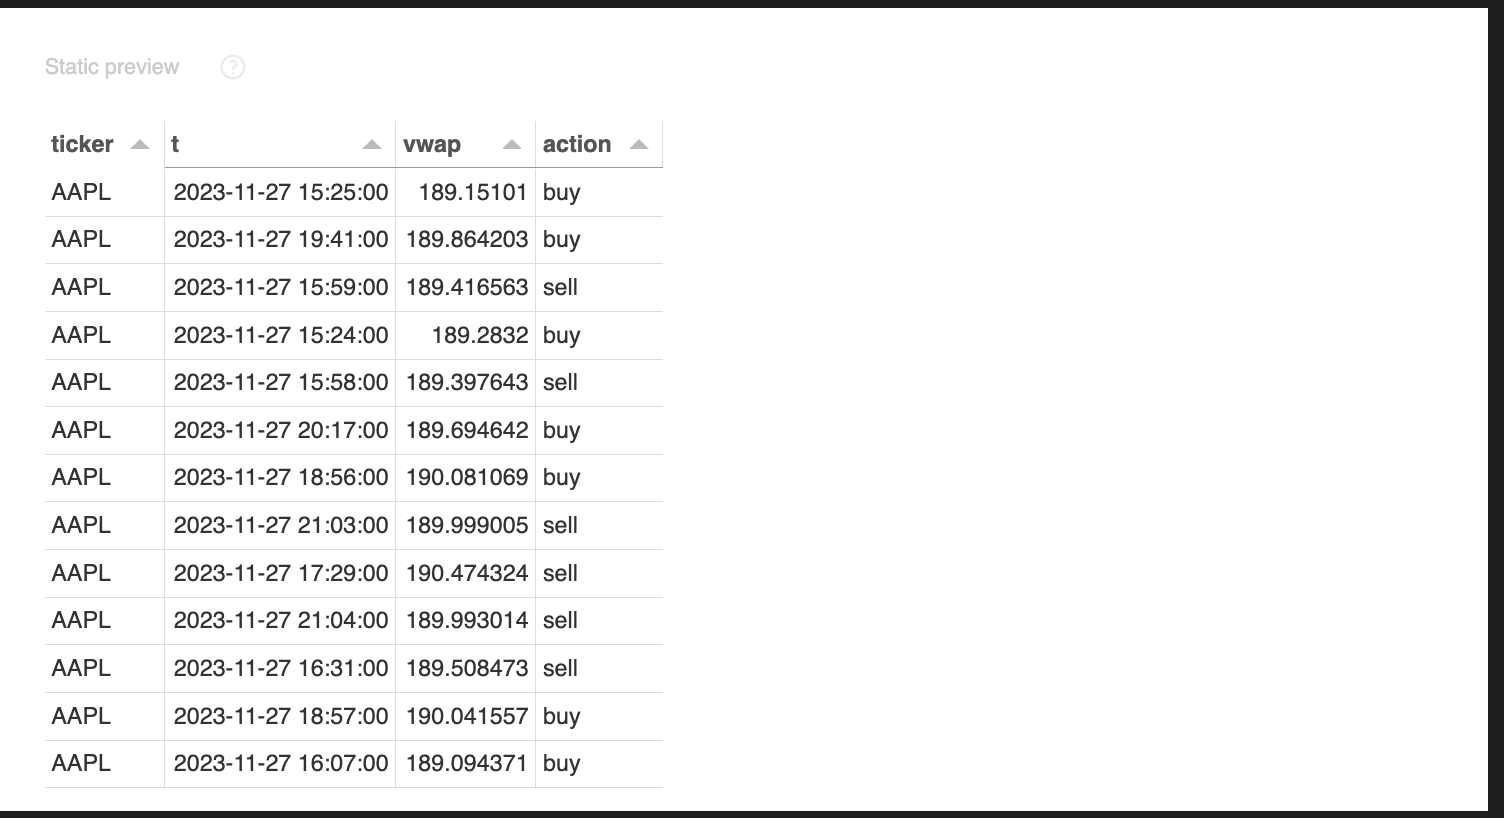 Static preview ?
ticker t vwap action
AAPL 2023-11-27 15:25:00 189.15101 buy
AAPL 2023-11-27 19:41:00 189.864203 buy
AAPL 2023-11-27 15:59:00 189.416563 sell
AAPL 2023-11-27 15:24:00 189.2832 buy
AAPL 2023-11-27 15:58:00 189.397643 sell
AAPL 2023-11-27 20:17:00 189.694642 buy
AAPL 2023-11-27 18:56:00 190.081069 buy
AAPL 2023-11-27 21:03:00 189.999005 sell
AAPL 2023-11-27 17:29:00 190.474324 sell
AAPL 2023-11-27 21:04:00 189.993014 sell
AAPL 2023-11-27 16:31:00 189.508473 sell
AAPL 2023-11-27 18:57:00 190.041557 buy
AAPL 2023-11-27 16:07:00 189.094371 buy